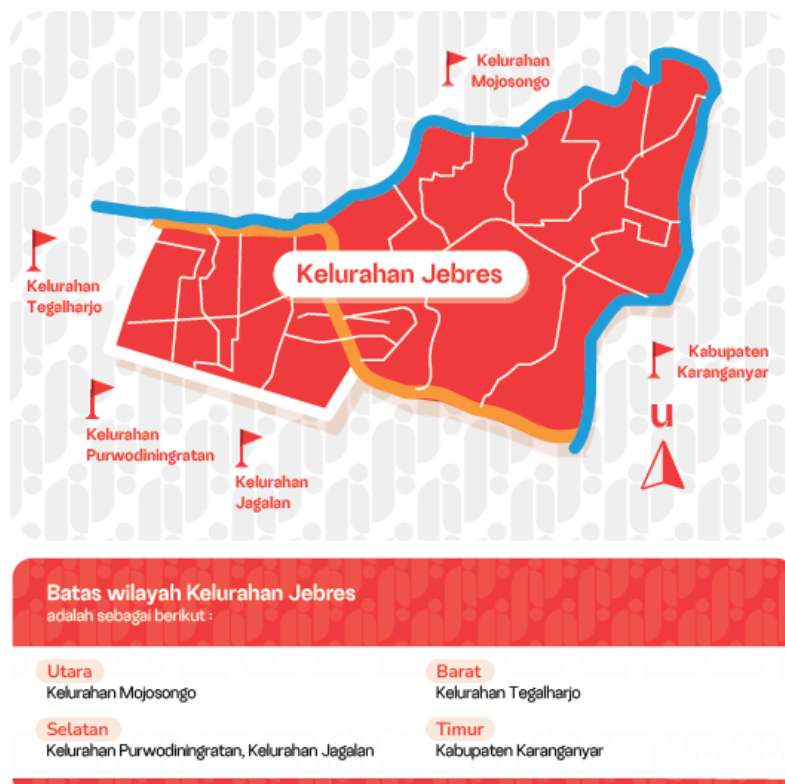 Kelurahan
Mojosongo
Kelurahan
Tegalharjo
Kelurahan Jebres
Kabupaten
Karanganyar
Kelurahan
Purwodiningratan
Kelurahan
Jagalan
u
Batas wilayah Kelurahan Jebres
adalah sebagai berikut :
Utara
Kelurahan Mojosongo
Barat
Kelurahan Tegalharjo
Selatan
Kelurahan Purwodiningratan, Kelurahan Jagalan
Timur
Kabupaten Karanganyar